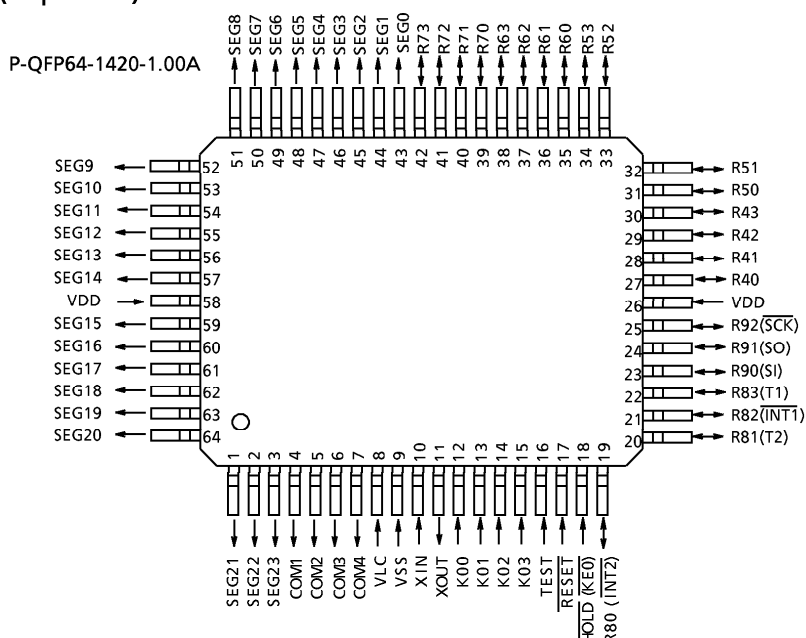 P-QFP64-1420-1.00A
SEG8 SEG7 SEG6 SEG5 SEG4 SEG3 SEG2 SEG1 SEG0 R73 R72 R71 R70 R63 R62 R61 R60 R53 R52
51 50 49 48 47 46 45 44 43 42 41 40 39 38 37 36 35 34 33
SEG9 52
SEG10 53
SEG11 54
SEG12 55
SEG13 56
SEG14 57
VDD 58
SEG15 59
SEG16 60
SEG17 61
SEG18 62
SEG19 63
SEG20 64
32 R51
31 R50
30 R43
29 R42
28 R41
27 R40
26 VDD
25 R92(SCK)
24 R91(SO)
23 R90(SI)
22 R83(T1)
21 R82(INT1)
20 R81(T2)
1 2 3 4 5 6 7 8 9 10 11 12 13 14 15 16 17 18 19
SEG21 SEG22 SEG23 COM1 COM2 COM3 COM4 VLC VSS XIN XOUT K00 K01 K02 K03 TEST RESET HOLD (KE0) R80 (INT2)